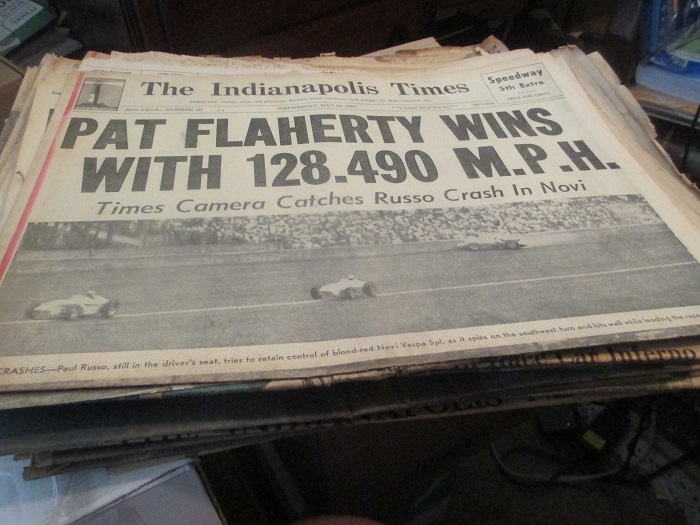 The Indianapolis Times
Speedway
5th Extra
WEDNESDAY, MAY
PAT FLAHERTY WINS
WITH 128.490 M.P.H.
Times Camera Catches Russo Crash In Novi
CRASHES—Paul Russo, still in the driver's seat, tries to retain control of blood-red Novi Vespa Spl. as it spins on the southwest turn and hits wall while leading the race